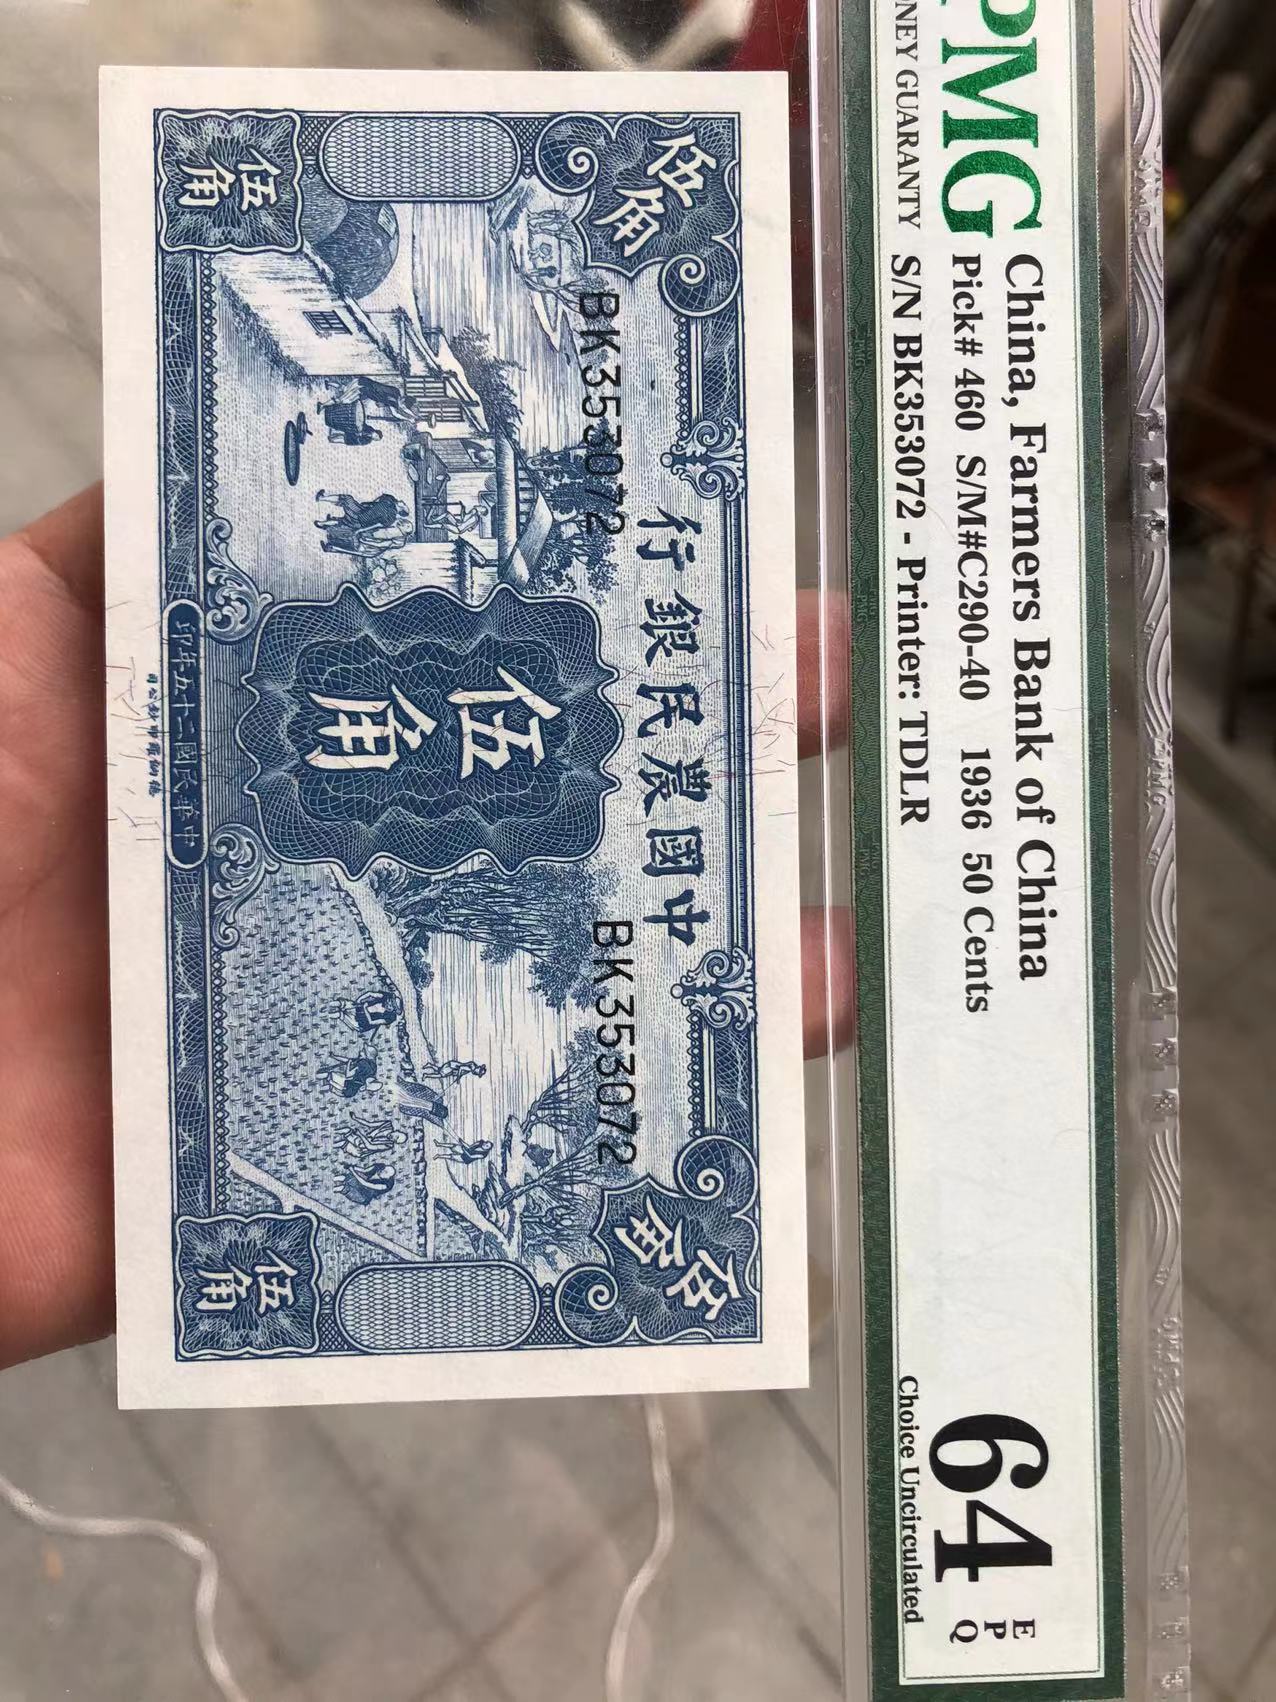 PMG
China, Farmers Bank of China
Pick# 460 S/M#C290-40 1936 50 Cents
NEY GUARANTY S/N BK353072 - Printer: TDLR
64
EPQ
Choice Uncirculated
伍角
伍角
行銀民農國中
BK353072
BK353072
伍角
伍角
伍角
印年五十二國民華中